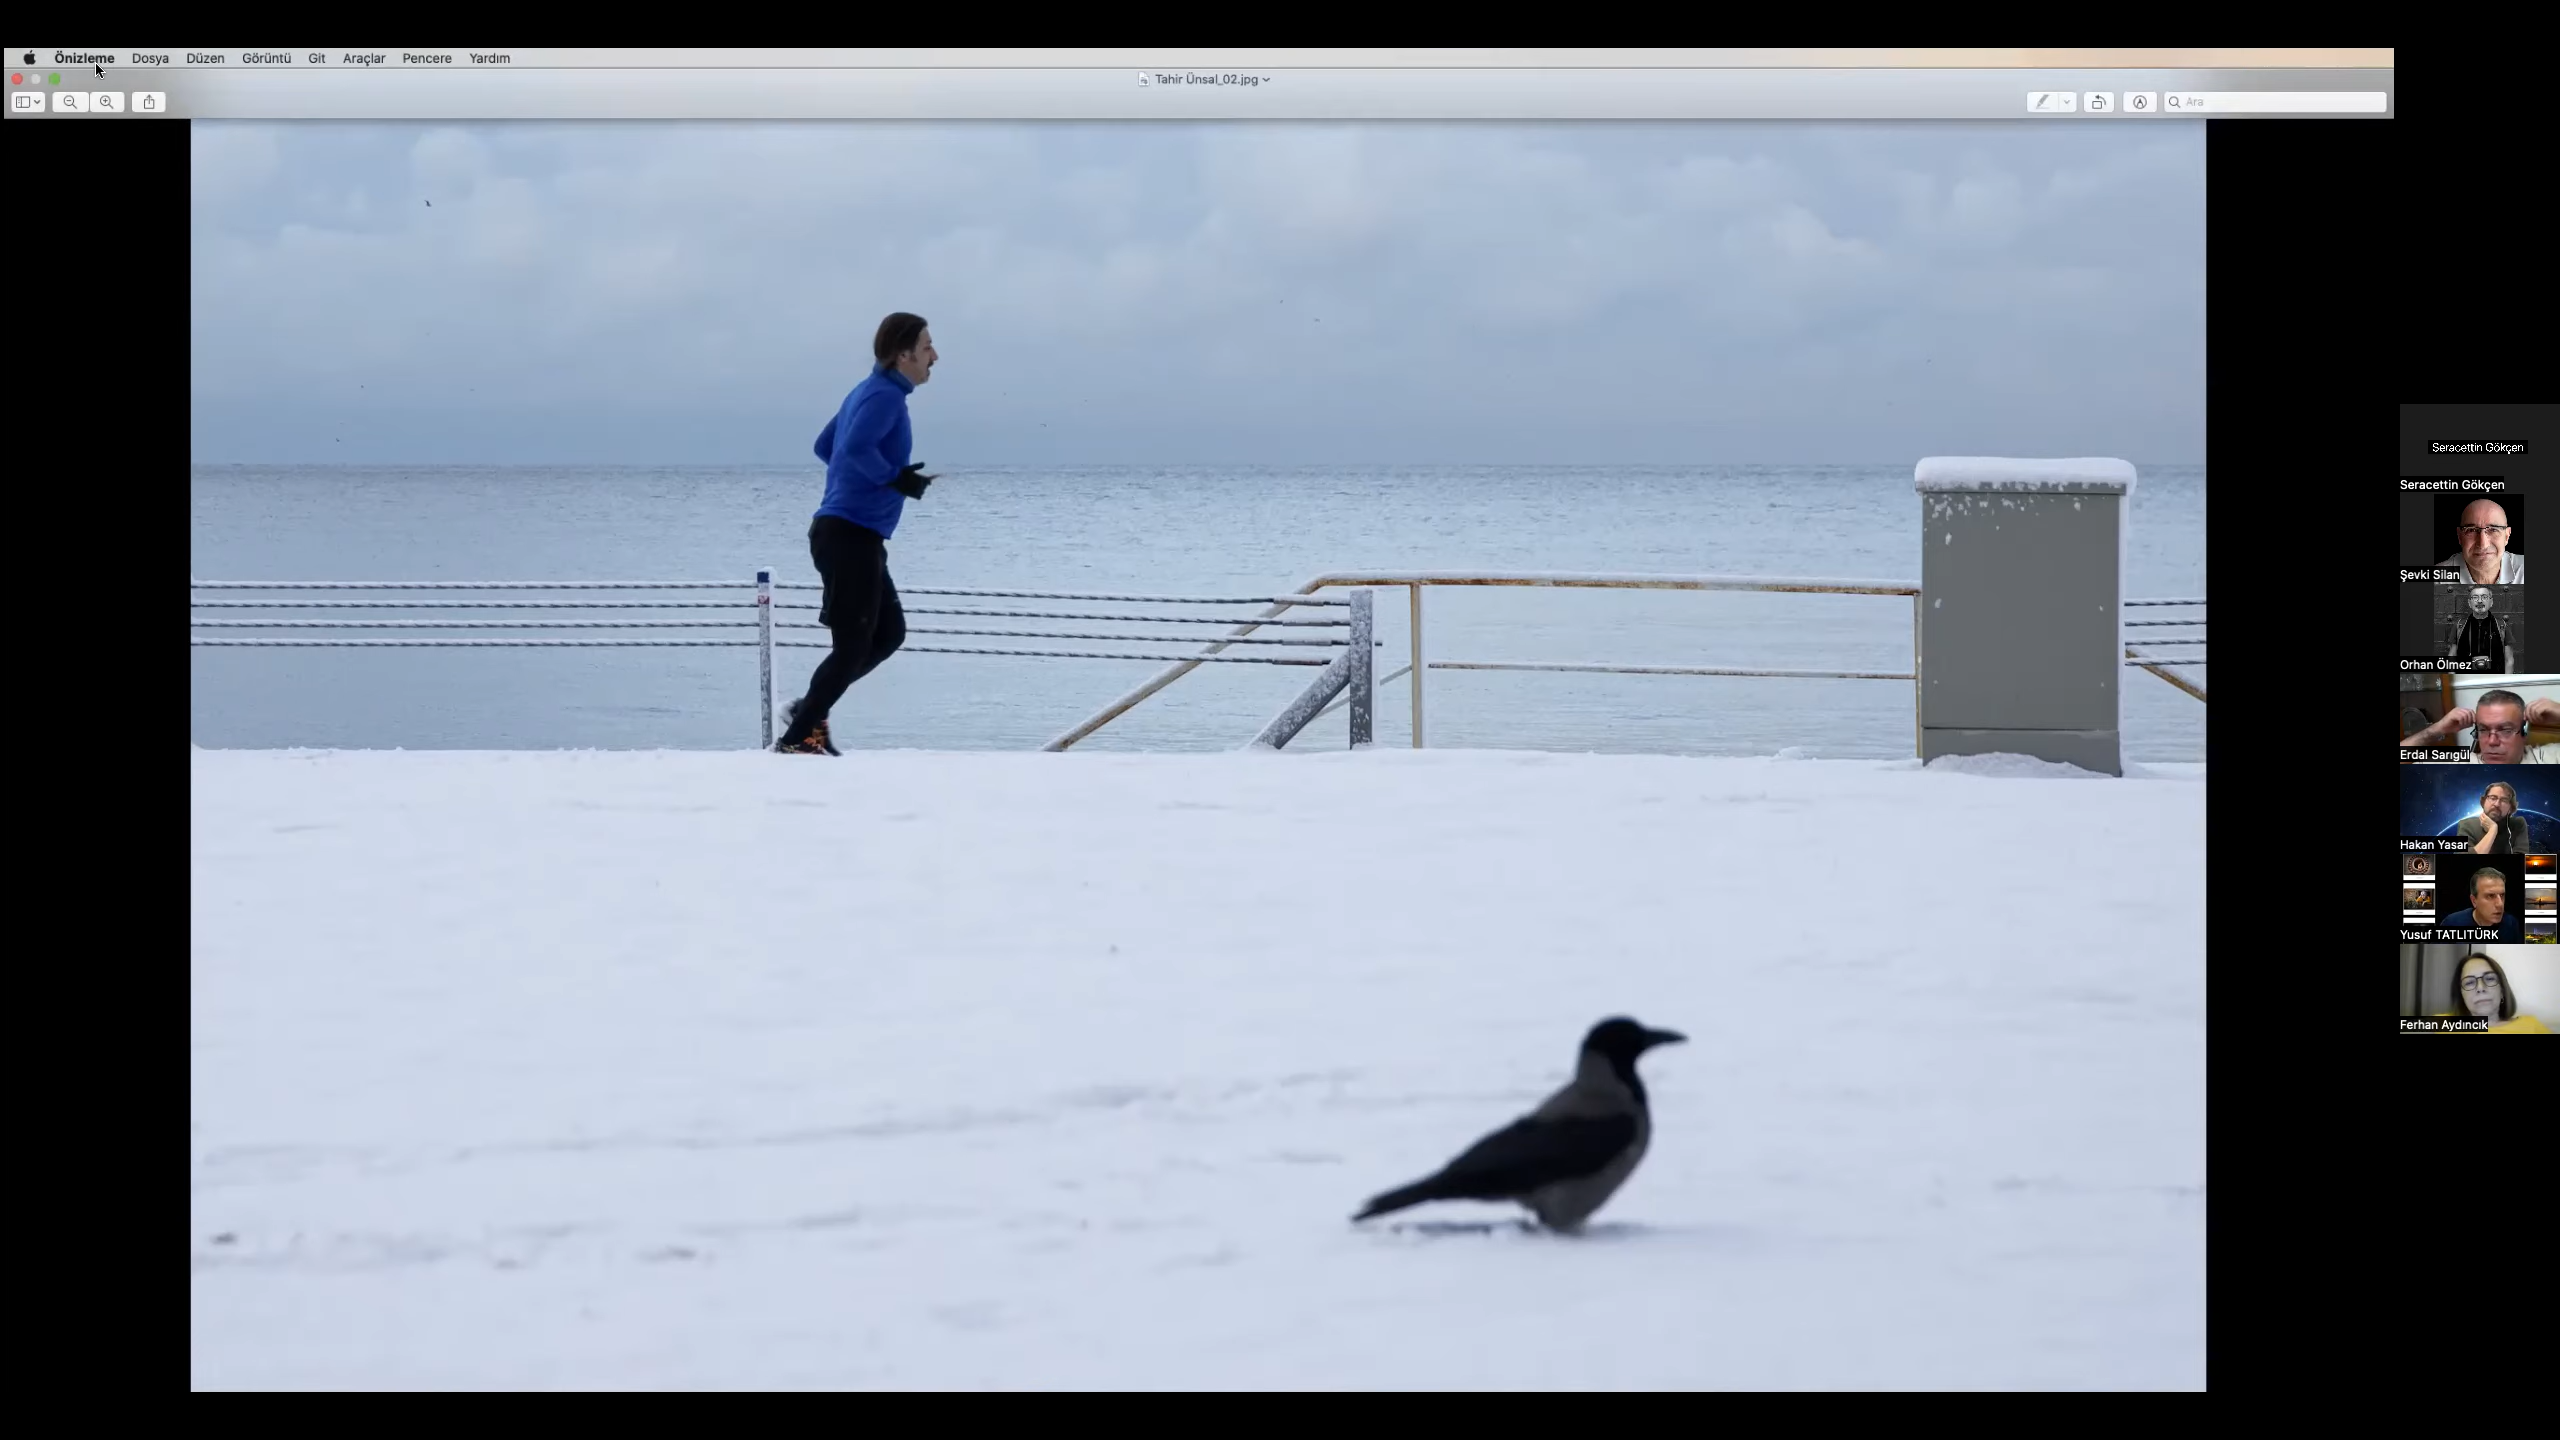 Önizleme Dosya Düzen Görüntü Git Araçlar Pencere Yardım
Tahir Ünsal_02.jpg
Ara
Seracettin Gökçen
Seracettin Gökçen
Şevki Silan
Orhan Ölmez
Erdal Sarıgül
Hakan Yasar
Yusuf TATLITÜRK
Ferhan Aydıncık